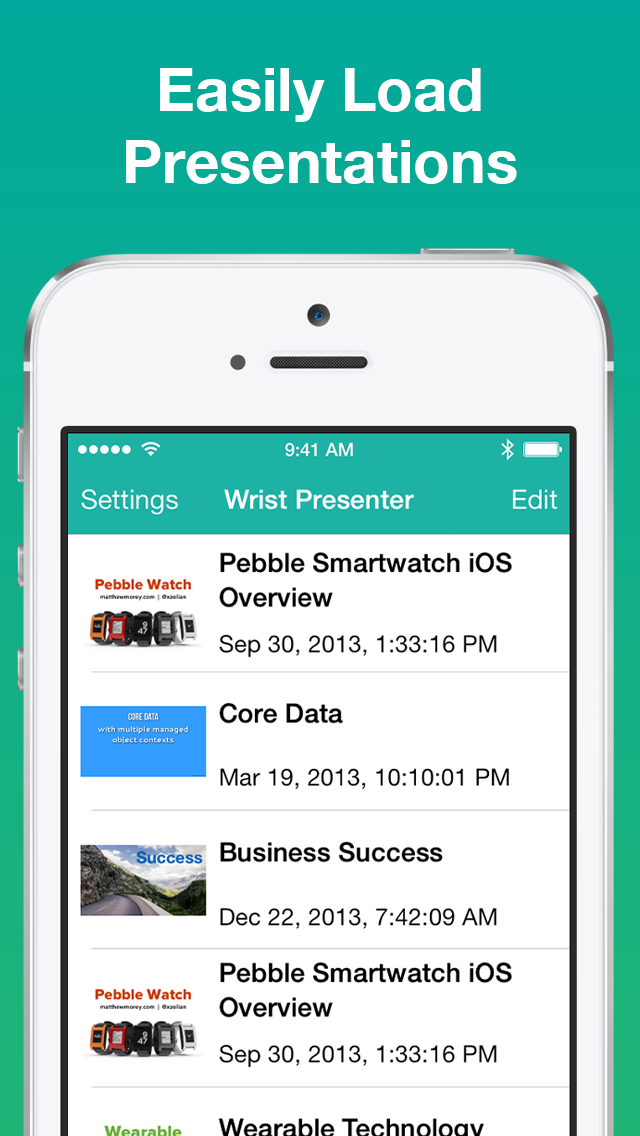 Easily Load
Presentations
9:41 AM
Settings
Wrist Presenter
Edit
Pebble Watch
matthewmorey.com | @xzolian
Pebble Smartwatch iOS
Overview
Sep 30, 2013, 1:33:16 PM
CORE DATA
with multiple managed
object contexts
Core Data
Mar 19, 2013, 10:10:01 PM
Success
Business Success
Dec 22, 2013, 7:42:09 AM
Pebble Watch
matthewmorey.com | @xzolian
Pebble Smartwatch iOS
Overview
Sep 30, 2013, 1:33:16 PM
Wearable
Wearable Technology